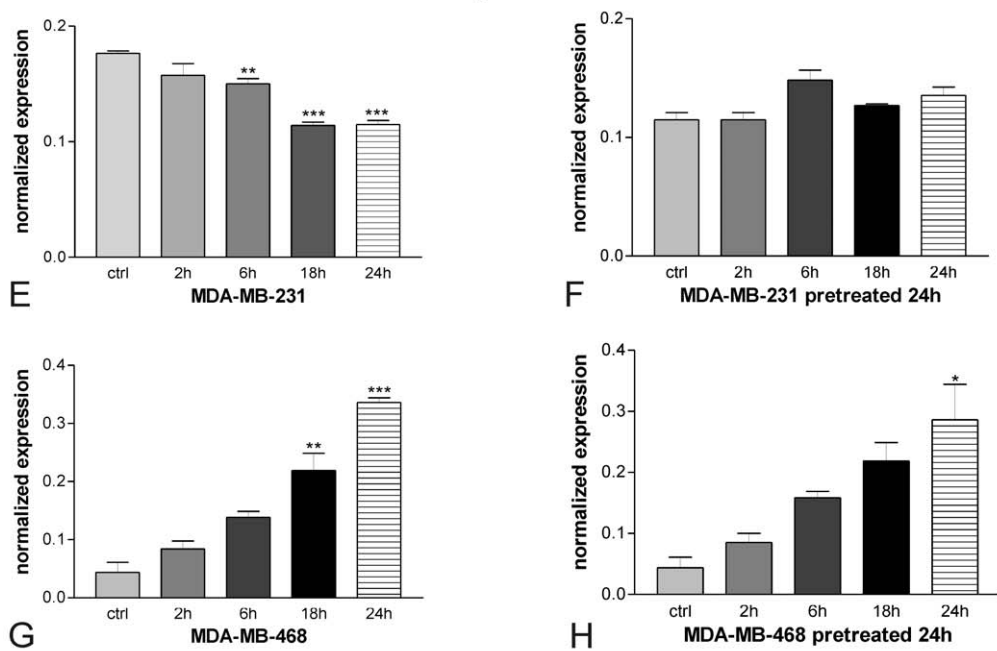 normalized expression
0.2
0.1
0.0
**
***
***
ctrl 2h 6h 18h 24h
E MDA-MB-231
normalized expression
0.2
0.1
0.0
ctrl 2h 6h 18h 24h
F MDA-MB-231 pretreated 24h
normalized expression
0.4
0.3
0.2
0.1
0.0
**
***
ctrl 2h 6h 18h 24h
G MDA-MB-468
normalized expression
0.4
0.3
0.2
0.1
0.0
*
ctrl 2h 6h 18h 24h
H MDA-MB-468 pretreated 24h